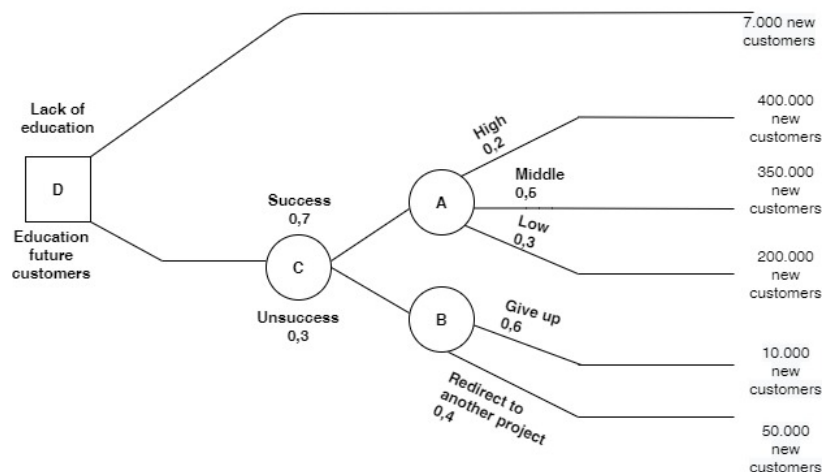 7.000 new
customers
Lack of
education
D
Education
future
customers
Success
0,7
C
Unsuccess
0,3
High
0,2
A
Middle
0,5
Low
0,3
B
Give up
0,6
Redirect to
another project
0,4
400.000
new
customers
350.000
new
customers
200.000
new
customers
10.000
new
customers
50.000
new
customers